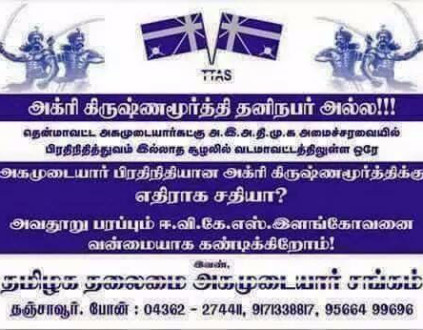 TTAS
அக்ரி கிருஷ்ணமூர்த்தி தனிநபர் அல்ல!!!
தென்மாவட்ட அகமுடையார்கட்கு அ.இ.அ.தி.மு.க அமைச்சரவையில்
பிரதிநிதித்துவம் இல்லாத சூழலில் வடமாவட்டத்திலுள்ள ஒரே
அகமுடையார் பிரதிநிதியான அக்ரி கிருஷ்ணமூர்த்திக்கு
எதிராக சதியா?
அவதூறு பரப்பும் ஈ.வி.கே.எஸ்.இளங்கோவனை
வன்மையாக கண்டிக்கிறோம்!
இவண்,
தமிழக தலைமை அகமுடையார் சங்கம்
தஞ்சாவூர். போன் : 04362 - 274411, 9171338817, 95664 99696